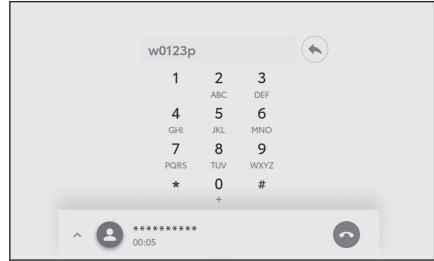 w0123p
1 2 3
ABC DEF
4 5 6
GHI JKL MNO
7 8 9
PQRS TUV WXYZ
* 0 #
+
**********
00:05